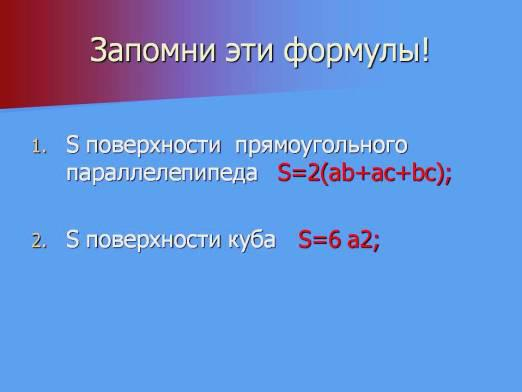 Запомни эти формулы!
1. S поверхности прямоугольного
параллелепипеда S=2(ab+ac+bc);
2. S поверхности куба S=6 a2;